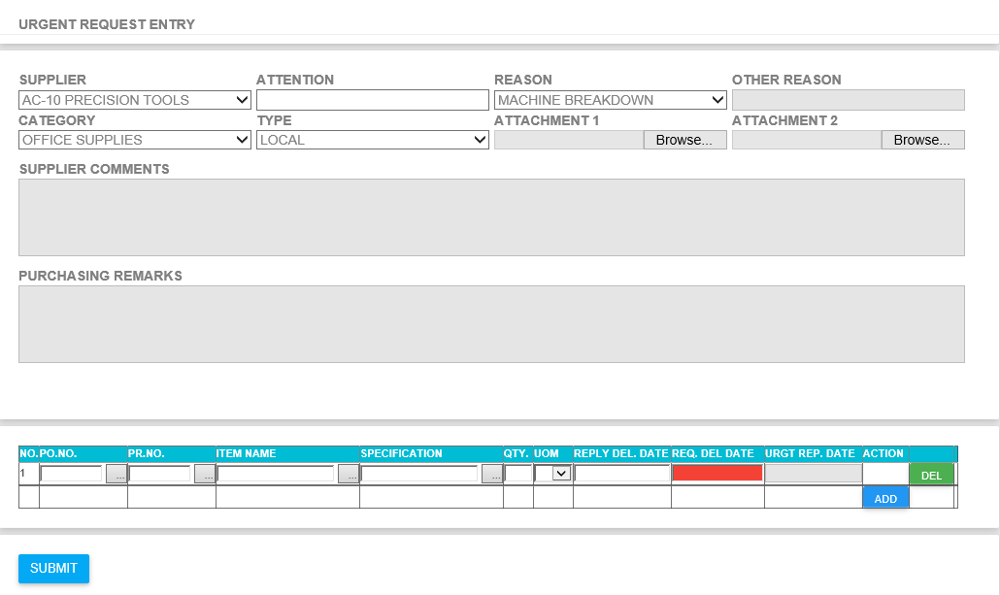 URGENT REQUEST ENTRY
SUPPLIER ATTENTION REASON OTHER REASON
AC-10 PRECISION TOOLS MACHINE BREAKDOWN
CATEGORY TYPE ATTACHMENT 1 ATTACHMENT 2
OFFICE SUPPLIES LOCAL Browse... Browse...
SUPPLIER COMMENTS
PURCHASING REMARKS
NO. PO.NO. PR.NO. ITEM NAME SPECIFICATION QTY. UOM REPLY DEL. DATE REQ. DEL DATE URGT REP. DATE ACTION
1 ... ... ... ... DEL
ADD
SUBMIT